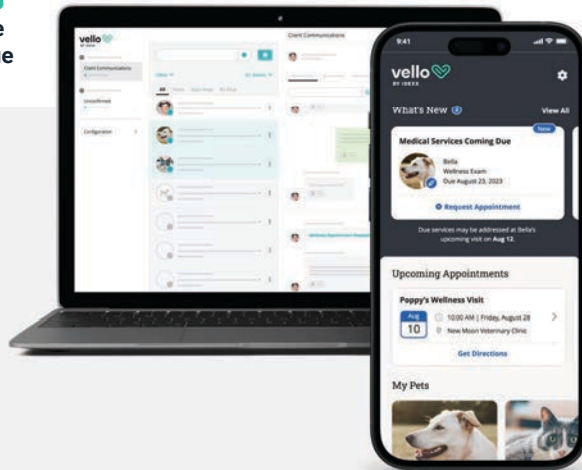 vello
BY IDEXX
Client Communications
Unconfirmed
Configuration
All
Client Communications
9:41
vello
BY IDEXX
What's New 2
View All
New
Medical Services Coming Due
Bella
Wellness Exam
Due August 23, 2023
Request Appointment
Due services may be addressed at Bella's
upcoming visit on Aug 12.
Upcoming Appointments
Poppy's Wellness Visit
Aug
10
10:00 AM | Friday, August 28
New Moon Veterinary Clinic
Get Directions
My Pets